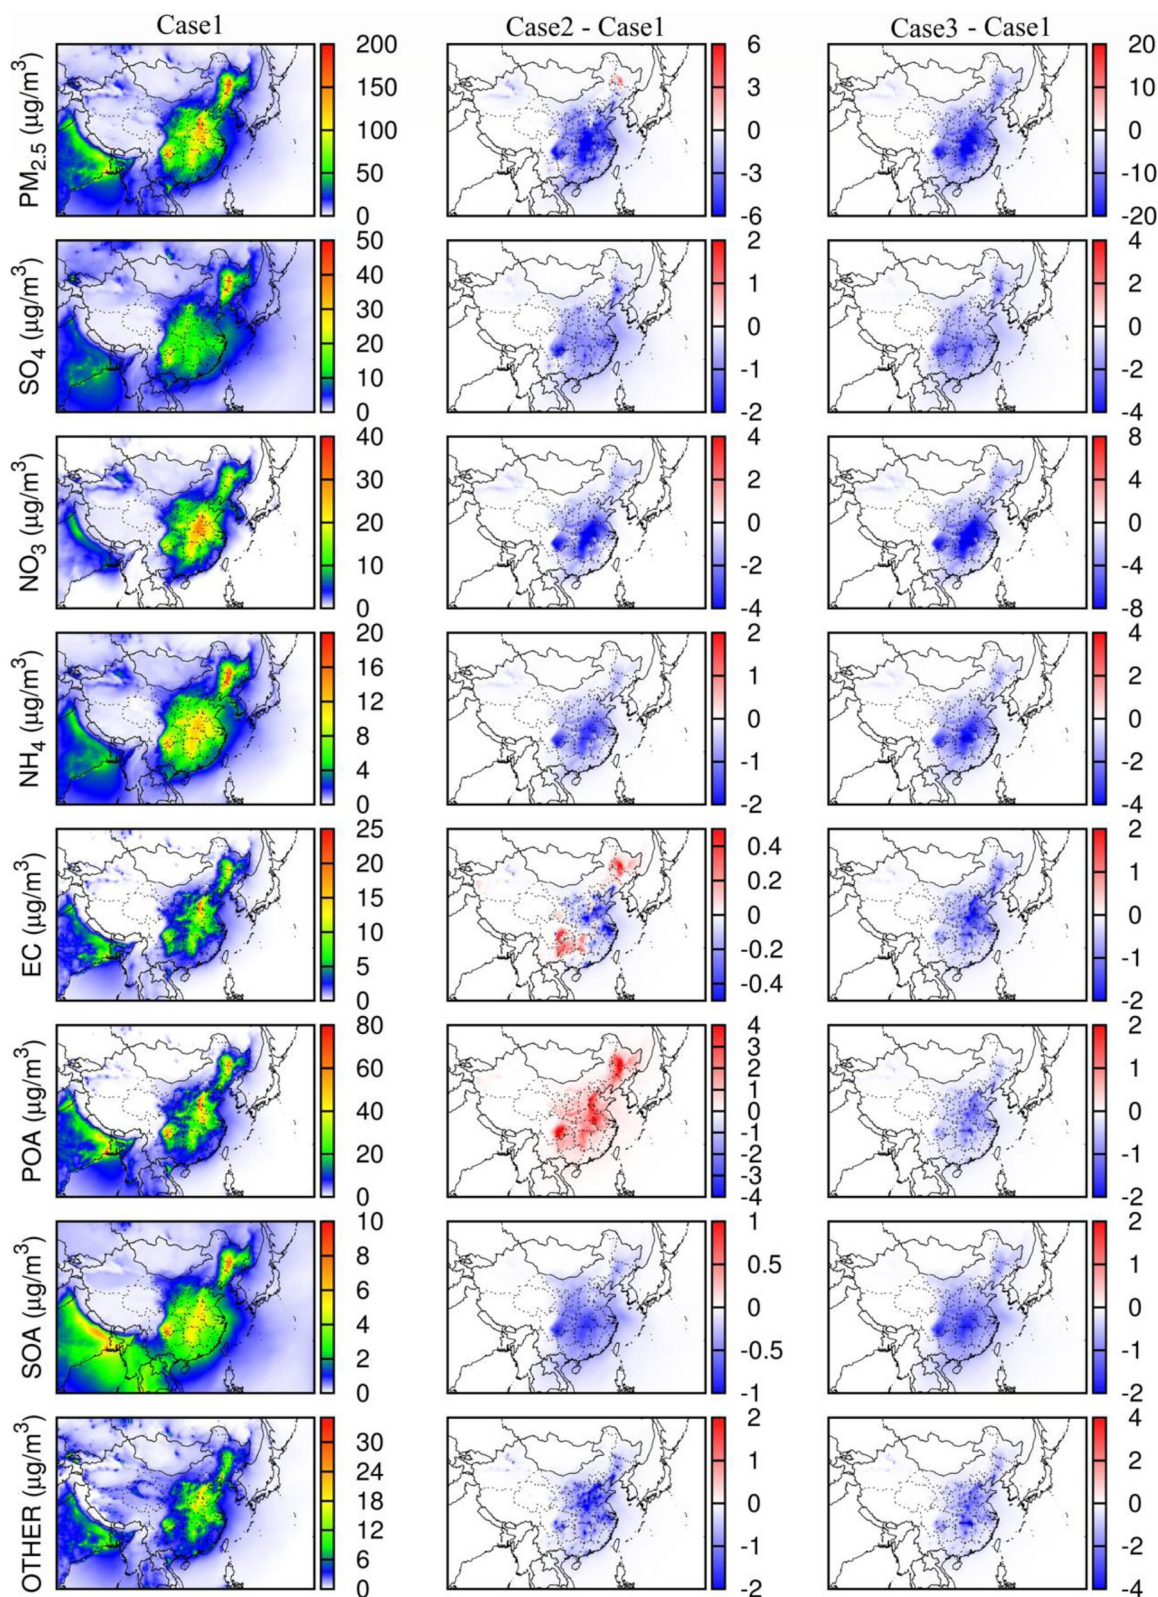 Case1 Case2 - Case1 Case3 - Case1
PM2.5 (µg/m³)
200 150 100 50 0
6 3 0 -3 -6
20 10 0 -10 -20
SO4 (µg/m³)
50 40 30 20 10 0
2 1 0 -1 -2
4 2 0 -2 -4
NO3 (µg/m³)
40 30 20 10 0
4 2 0 -2 -4
8 4 0 -4 -8
NH4 (µg/m³)
20 16 12 8 4 0
2 1 0 -1 -2
4 2 0 -2 -4
EC (µg/m³)
25 20 15 10 5 0
0.4 0.2 0 -0.2 -0.4
2 1 0 -1 -2
POA (µg/m³)
80 60 40 20 0
4 3 2 1 0 -1 -2 -3 -4
2 1 0 -1 -2
SOA (µg/m³)
10 8 6 4 2 0
1 0.5 0 -0.5 -1
2 1 0 -1 -2
OTHER (µg/m³)
30 24 18 12 6 0
2 1 0 -1 -2
4 2 0 -2 -4